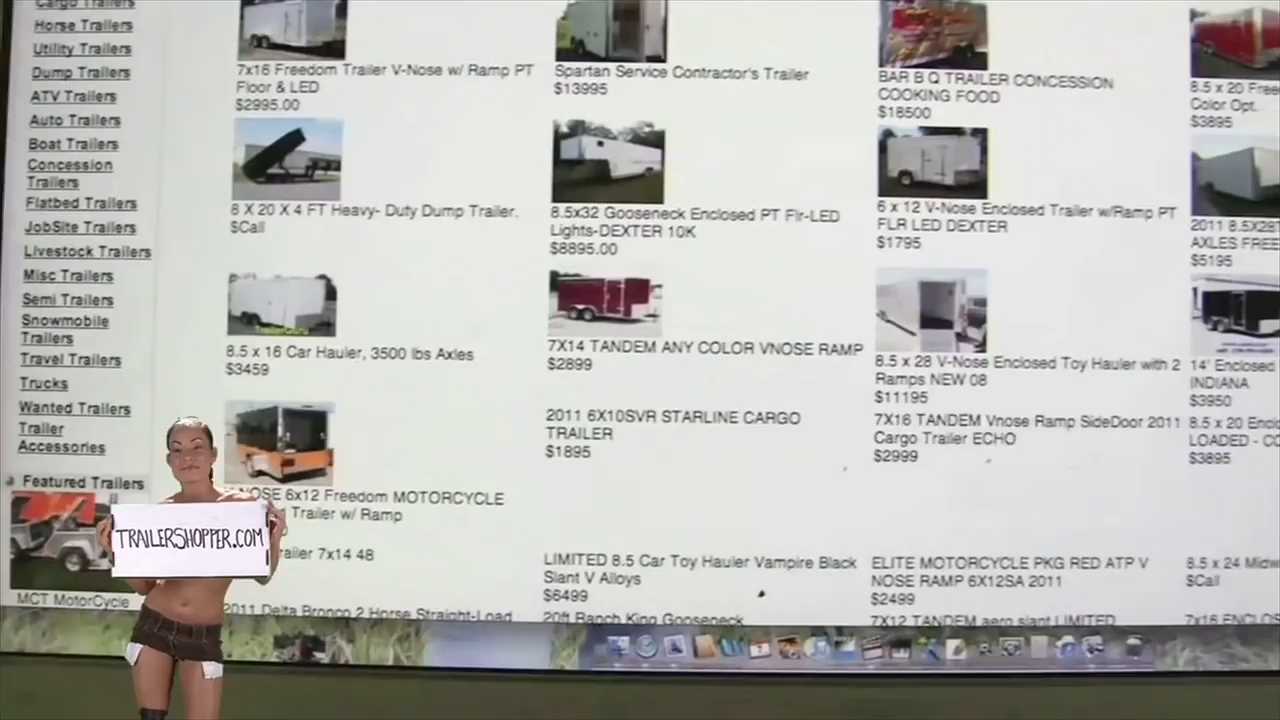 Cargo Trailers
Horse Trailers
Utility Trailers
Dump Trailers
ATV Trailers
Auto Trailers
Boat Trailers
Concession
Trailers
Flatbed Trailers
JobSite Trailers
Livestock Trailers
Misc Trailers
Semi Trailers
Snowmobile
Trailers
Travel Trailers
Trucks
Wanted Trailers
Trailer
Accessories
Featured Trailers
MCT MotorCycle
7x16 Freedom Trailer V-Nose w/ Ramp PT
Floor & LED
$2995.00
Spartan Service Contractor's Trailer
$13995
BAR B Q TRAILER CONCESSION
COOKING FOOD
$18500
8.5 x 20 Free
Color Opt.
$3895
8 X 20 X 4 FT Heavy- Duty Dump Trailer.
$Call
8.5x32 Gooseneck Enclosed PT Flr-LED
Lights-DEXTER 10K
$8895.00
6 x 12 V-Nose Enclosed Trailer w/Ramp PT
FLR LED DEXTER
$1795
2011 8.5X28
AXLES FREE
$5195
8.5 x 16 Car Hauler, 3500 lbs Axles
$3459
7X14 TANDEM ANY COLOR VNOSE RAMP
$2899
8.5 x 28 V-Nose Enclosed Toy Hauler with 2
Ramps NEW 08
$11195
14' Enclosed
INDIANA
$3950
NOSE 6x12 Freedom MOTORCYCLE
Trailer w/ Ramp
2011 6X10SVR STARLINE CARGO
TRAILER
$1895
7X16 TANDEM Vnose Ramp SideDoor 2011
Cargo Trailer ECHO
$2999
8.5 x 20 Enc
LOADED - CO
$3895
railer 7x14 48
LIMITED 8.5 Car Toy Hauler Vampire Black
Slant V Alloys
$6499
ELITE MOTORCYCLE PKG RED ATP V
NOSE RAMP 6X12SA 2011
$2499
8.5 x 24 Midw
$Call
2011 Delta Bronco 2 Horse Straight-Load
20ft Ranch King Gooseneck
7X12 TANDEM aero slant LIMITED
7x16 ENCLOS
TRAILERSHOPPER.COM